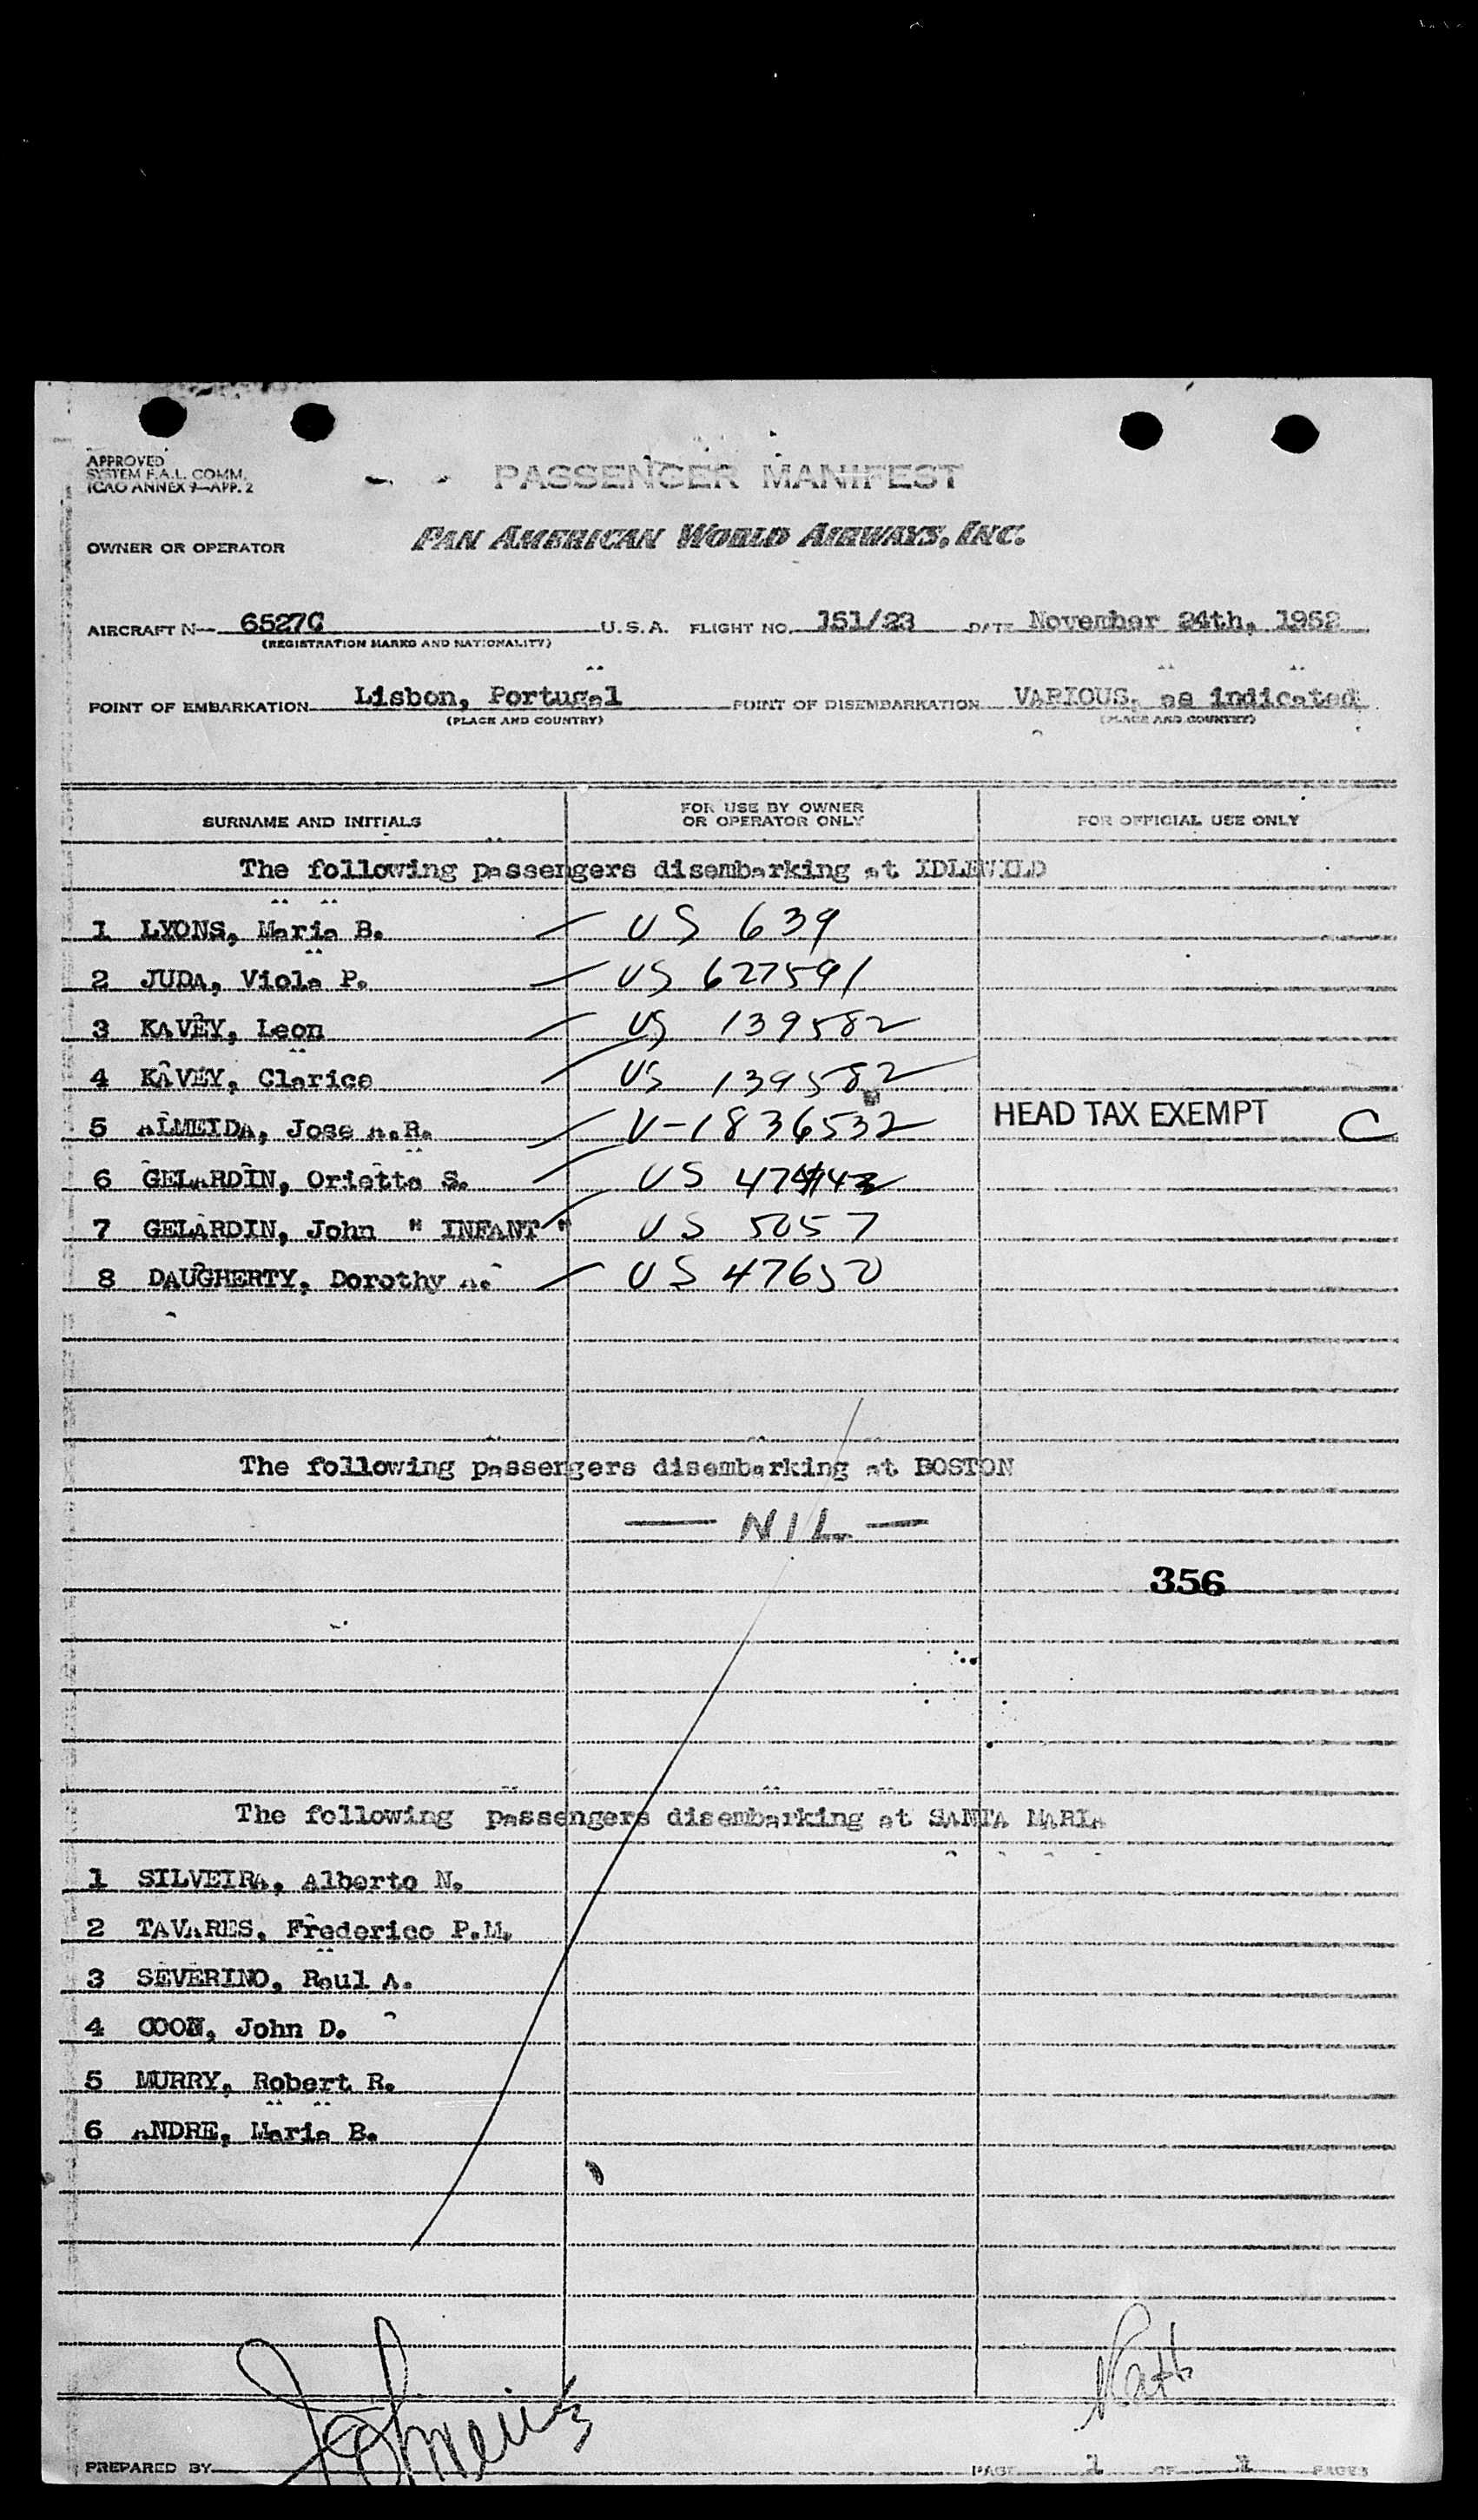 APPROVED
SYSTEM F.A.L. COMM.
ICAO ANNEX 9—APP. 2
PASSENGER MANIFEST
OWNER OR OPERATOR PAN AMERICAN WORLD AIRWAYS, INC.
AIRCRAFT N— 6527C U.S.A. FLIGHT NO. 151/23 DATE November 24th, 1952
(REGISTRATION MARKS AND NATIONALITY)
POINT OF EMBARKATION Lisbon, Portugal POINT OF DISEMBARKATION VARIOUS, as indicated
(PLACE AND COUNTRY) (PLACE AND COUNTRY)
SURNAME AND INITIALS FOR USE BY OWNER OR OPERATOR ONLY FOR OFFICIAL USE ONLY
The following passengers disembarking at IDLEWILD
1 LYONS, Maria B. US 639
2 JUDA, Viola P. US 627591
3 KAVEY, Leon US 139582
4 KAVEY, Clarice US 139582
5 ALMEIDA, Jose A.R. V-1836532 HEAD TAX EXEMPT C
6 GELARDIN, Orietta S. US
7 GELARDIN, John " INFANT " US 5057
8 DAUGHERTY, Dorothy A. US 47650
The following passengers disembarking at BOSTON
— NIL —
356
The following passengers disembarking at SANTA MARIA
1 SILVEIRA, Alberto N.
2 TAVARES, Frederico P.M.
3 SEVERINO, Raul A.
4 COON, John D.
5 MURRY, Robert R.
6 ANDRE, Maria B.
PREPARED BY PAGE 1 OF 1 PAGES